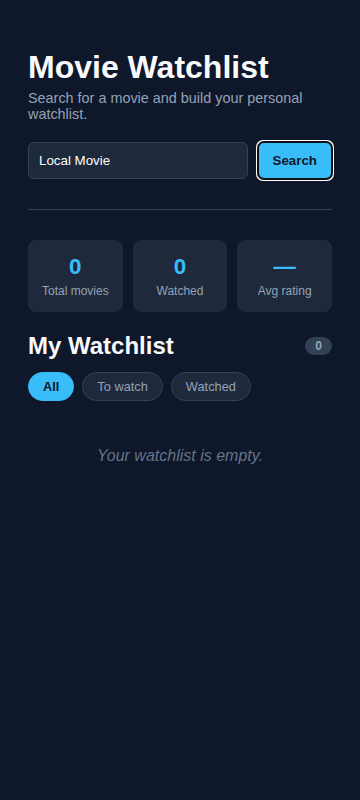 Movie Watchlist
Search for a movie and build your personal
watchlist.
Local Movie Search
0 0 —
Total movies Watched Avg rating
My Watchlist 0
All To watch Watched
Your watchlist is empty.